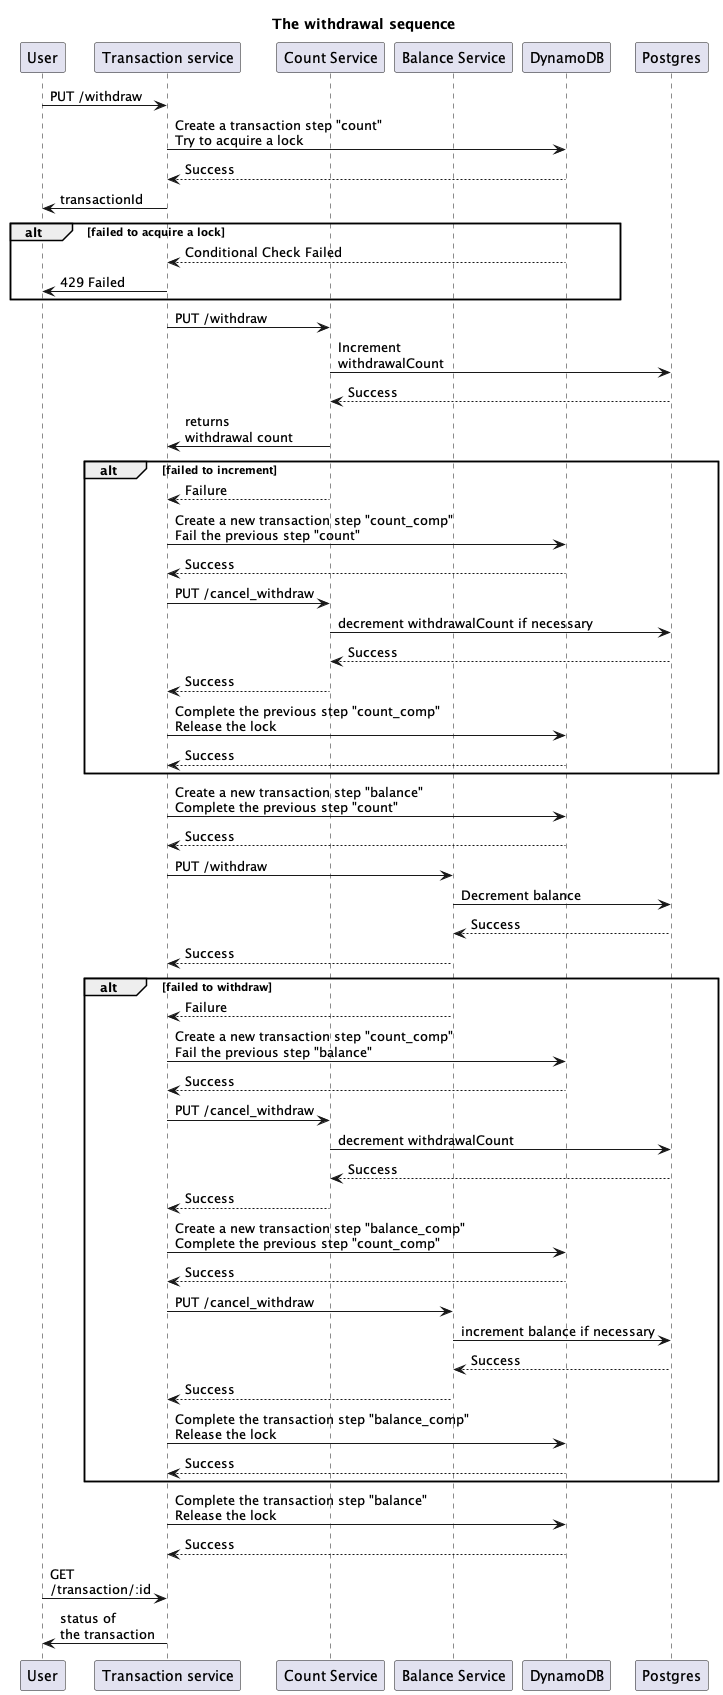 The withdrawal sequence
User
Transaction service
Count Service
Balance Service
DynamoDB
Postgres
PUT /withdraw
Create a transaction step "count"
Try to acquire a lock
Success
transactionId
alt
[failed to acquire a lock]
Conditional Check Failed
429 Failed
PUT /withdraw
Increment
withdrawalCount
Success
returns
withdrawal count
alt
[failed to increment]
Failure
Create a new transaction step "count_comp"
Fail the previous step "count"
Success
PUT /cancel_withdraw
decrement withdrawalCount if necessary
Success
Success
Complete the previous step "count_comp"
Release the lock
Success
Create a new transaction step "balance"
Complete the previous step "count"
Success
PUT /withdraw
Decrement balance
Success
Success
alt
[failed to withdraw]
Failure
Create a new transaction step "count_comp"
Fail the previous step "balance"
Success
PUT /cancel_withdraw
decrement withdrawalCount
Success
Success
Create a new transaction step "balance_comp"
Complete the previous step "count_comp"
Success
PUT /cancel_withdraw
increment balance if necessary
Success
Success
Complete the transaction step "balance_comp"
Release the lock
Success
Complete the transaction step "balance"
Release the lock
Success
GET
/transaction/:id
status of
the transaction
User
Transaction service
Count Service
Balance Service
DynamoDB
Postgres